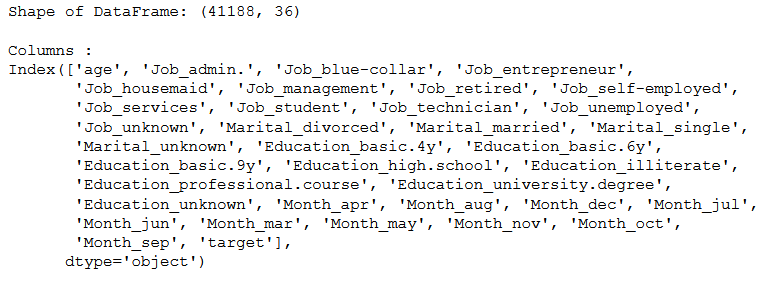 Shape of DataFrame: (41188, 36)
Columns :
Index(['age', 'Job_admin.', 'Job_blue-collar', 'Job_entrepreneur',
'Job_housemaid', 'Job_management', 'Job_retired', 'Job_self-employed',
'Job_services', 'Job_student', 'Job_technician', 'Job_unemployed',
'Job_unknown', 'Marital_divorced', 'Marital_married', 'Marital_single',
'Marital_unknown', 'Education_basic.4y', 'Education_basic.6y',
'Education_basic.9y', 'Education_high.school', 'Education_illiterate',
'Education_professional.course', 'Education_university.degree',
'Education_unknown', 'Month_apr', 'Month_aug', 'Month_dec', 'Month_jul',
'Month_jun', 'Month_mar', 'Month_may', 'Month_nov', 'Month_oct',
'Month_sep', 'target'],
dtype='object')